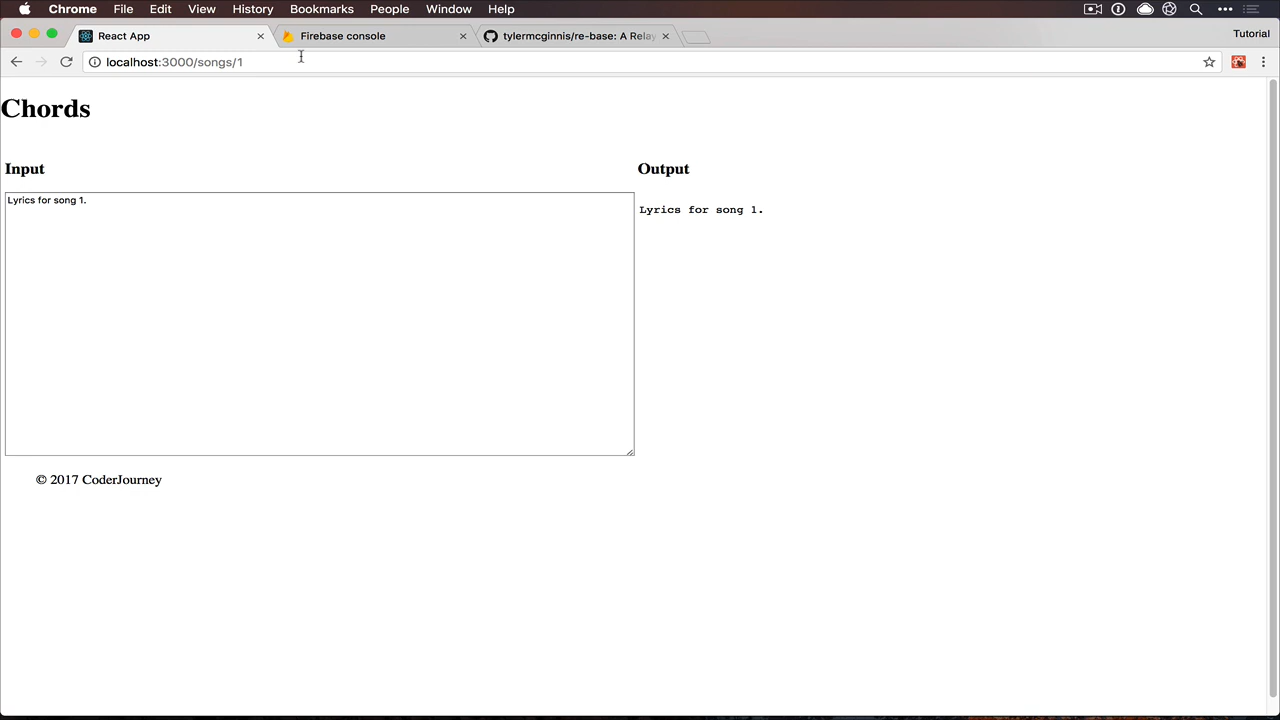 Chrome File Edit View History Bookmarks People Window Help
React App Firebase console tylermcginnis/re-base: A Relay Tutorial
localhost:3000/songs/1
Chords
Input Output
Lyrics for song 1.
Lyrics for song 1.
© 2017 CoderJourney